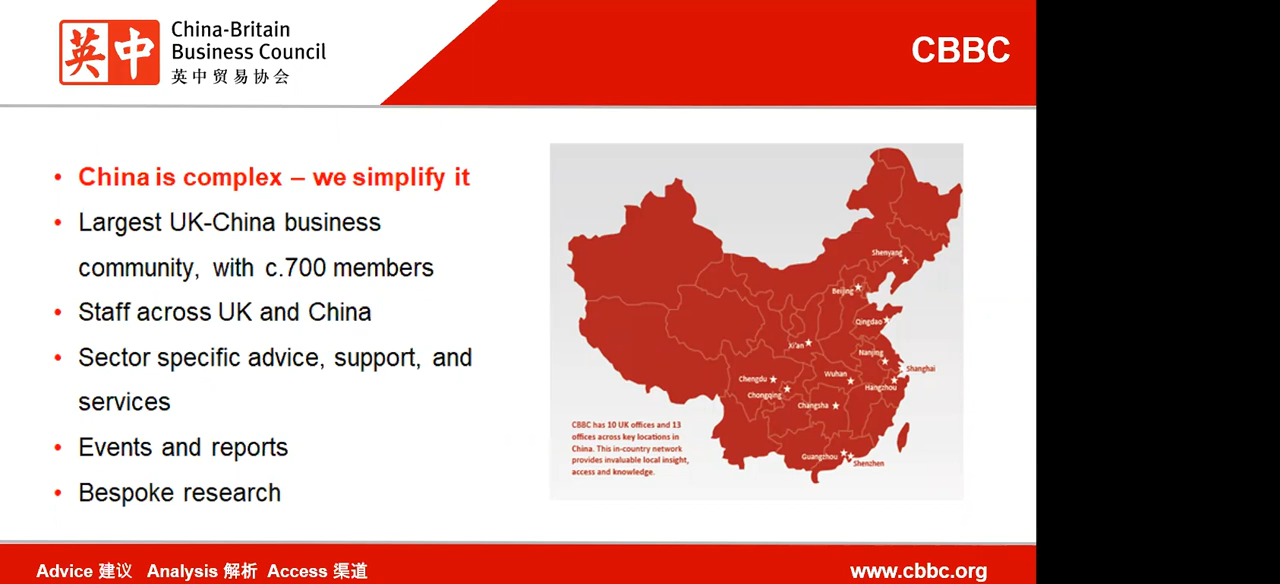 英中
China-Britain
Business Council
英中贸易协会
CBBC
• China is complex – we simplify it
• Largest UK-China business
community, with c.700 members
• Staff across UK and China
• Sector specific advice, support, and
services
• Events and reports
• Bespoke research
Shenyang
Beijing
Qingdao
Xi'an
Nanjing
Shanghai
Wuhan
Chengdu
Hangzhou
Chongqing
Changsha
CBBC has 10 UK offices and 13
offices across key locations in
China. This in-country network
provides invaluable local insight,
access and knowledge.
Guangzhou
Shenzhen
Advice 建议 Analysis 解析 Access 渠道
www.cbbc.org